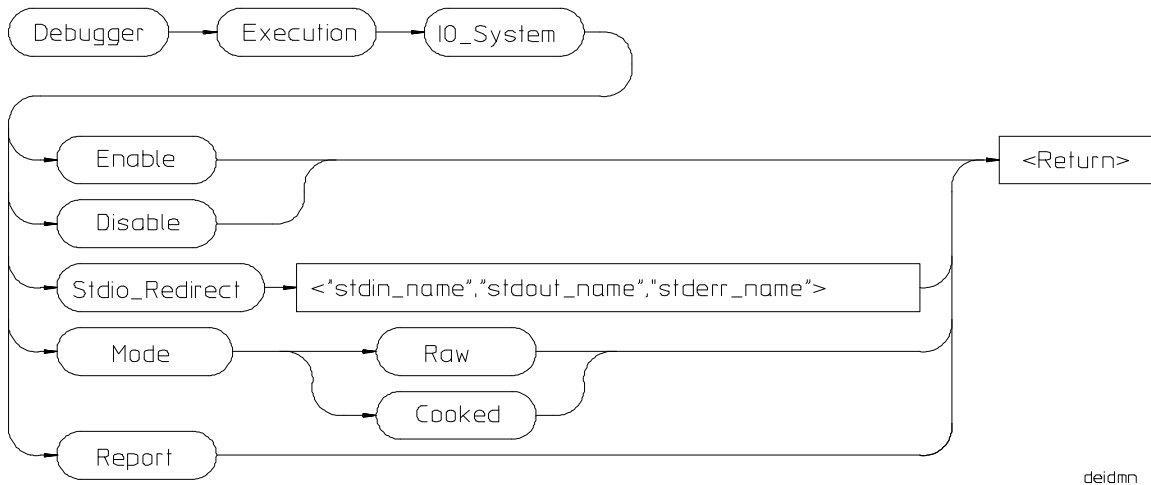 Debugger Execution IO_System
Enable
<Return>
Disable
Stdio_Redirect <"stdin_name","stdout_name","stderr_name">
Mode Raw
Cooked
Report
deidmn